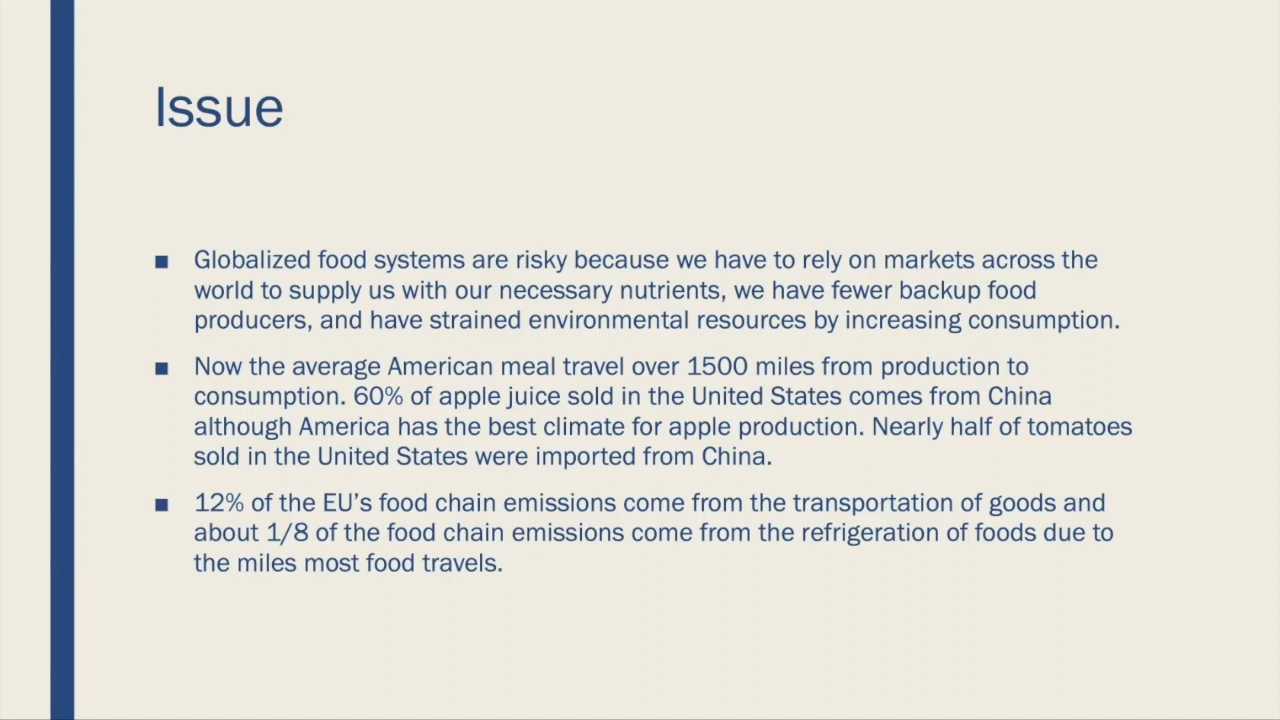 Issue
■ Globalized food systems are risky because we have to rely on markets across the
world to supply us with our necessary nutrients, we have fewer backup food
producers, and have strained environmental resources by increasing consumption.
■ Now the average American meal travel over 1500 miles from production to
consumption. 60% of apple juice sold in the United States comes from China
although America has the best climate for apple production. Nearly half of tomatoes
sold in the United States were imported from China.
■ 12% of the EU’s food chain emissions come from the transportation of goods and
about 1/8 of the food chain emissions come from the refrigeration of foods due to
the miles most food travels.